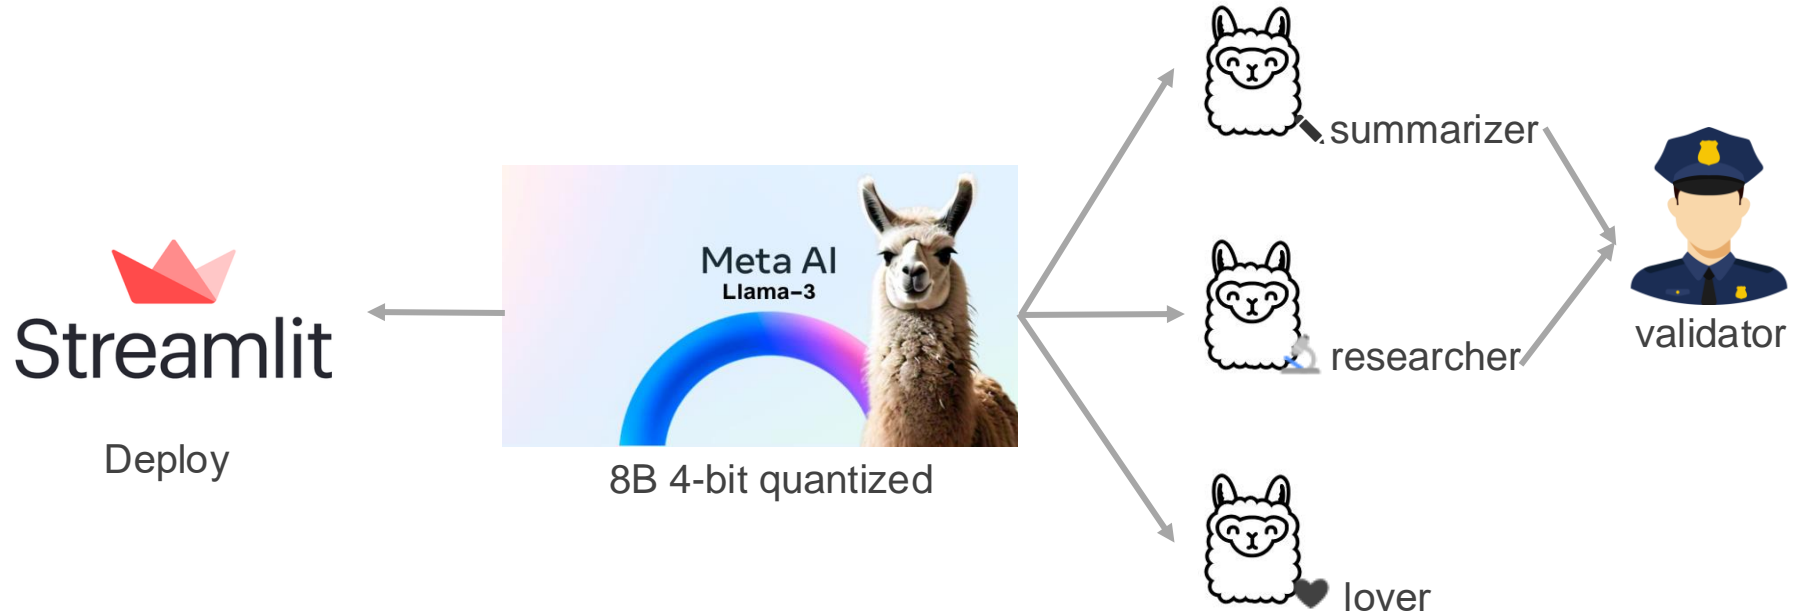 Streamlit
Deploy
Meta AI
Llama-3
8B 4-bit quantized
summarizer
researcher
lover
validator